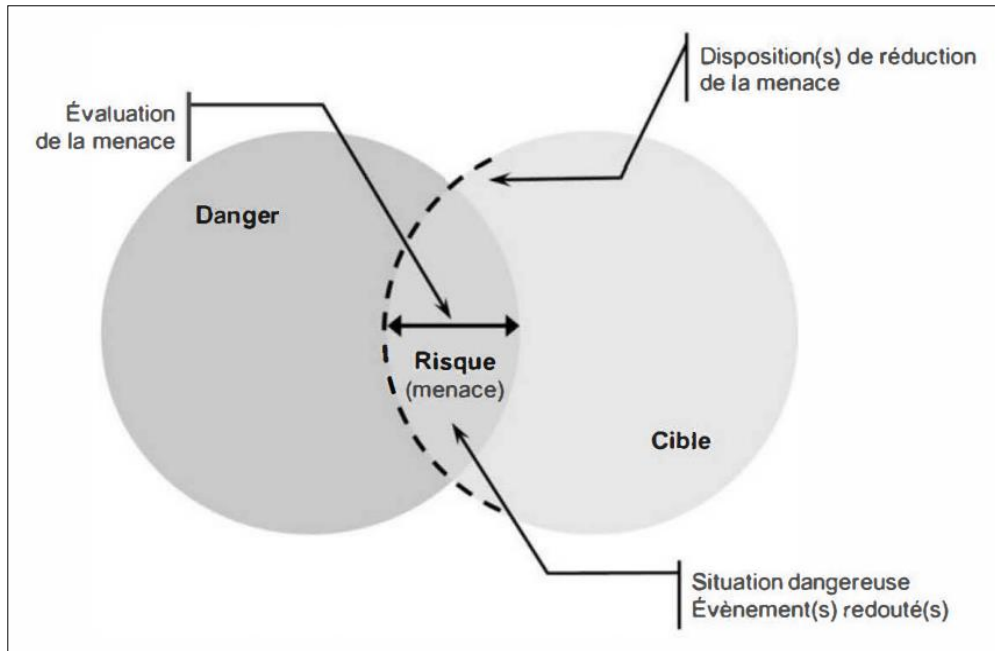 Disposition(s) de réduction
de la menace
Évaluation
de la menace
Danger
Risque
(menace)
Cible
Situation dangereuse
Évènement(s) redouté(s)